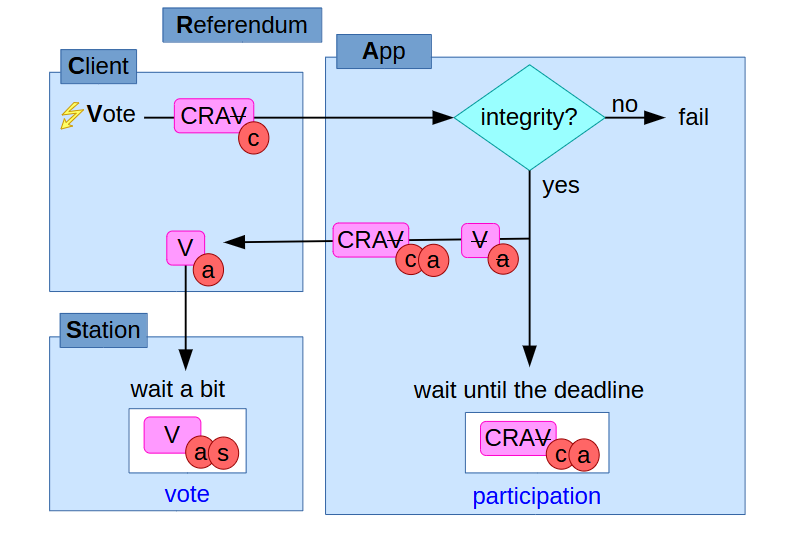 Referendum
Client
App
Vote
CRAV̶
c
integrity?
no
fail
yes
V
a
CRAV̶
c a
V̶
a̶
Station
wait a bit
wait until the deadline
V
a s
CRAV̶
c a
vote
participation